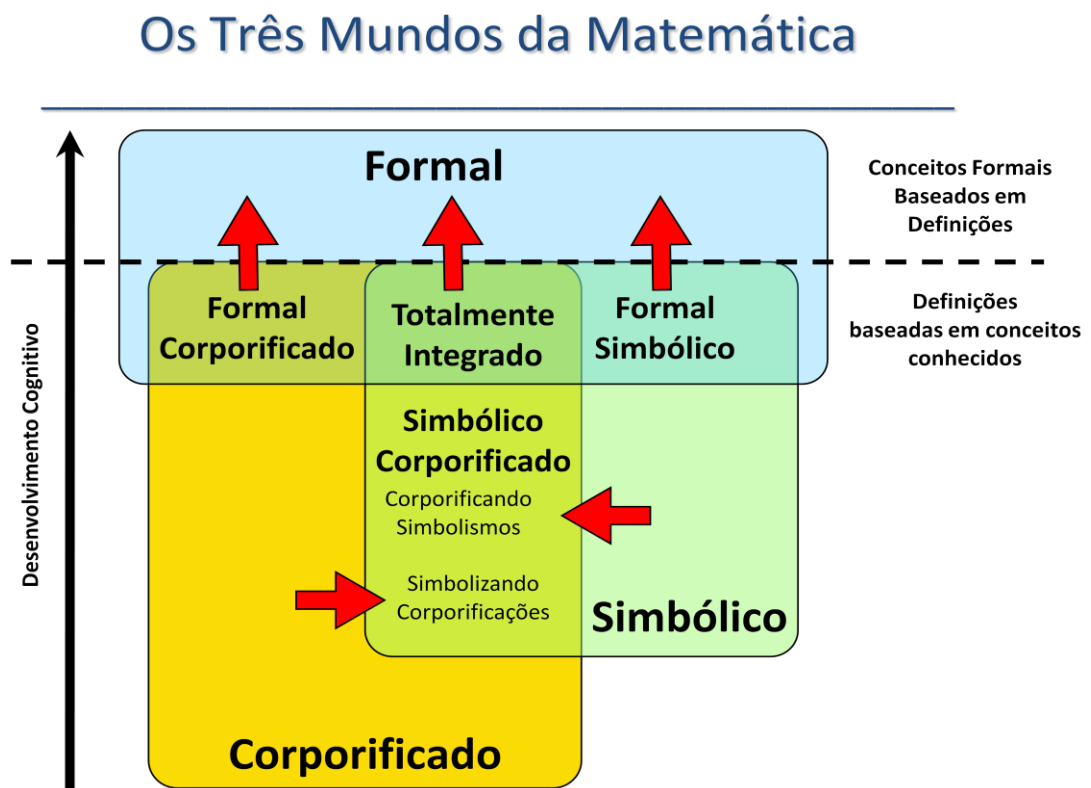 Os Três Mundos da Matemática
Formal
Conceitos Formais
Baseados em
Definições
Formal
Corporificado
Totalmente
Integrado
Formal
Simbólico
Definições
baseadas em conceitos
conhecidos
Desenvolvimento Cognitivo
Simbólico
Corporificado
Corporificando
Simbolismos
Simbolizando
Corporificações
Simbólico
Corporificado